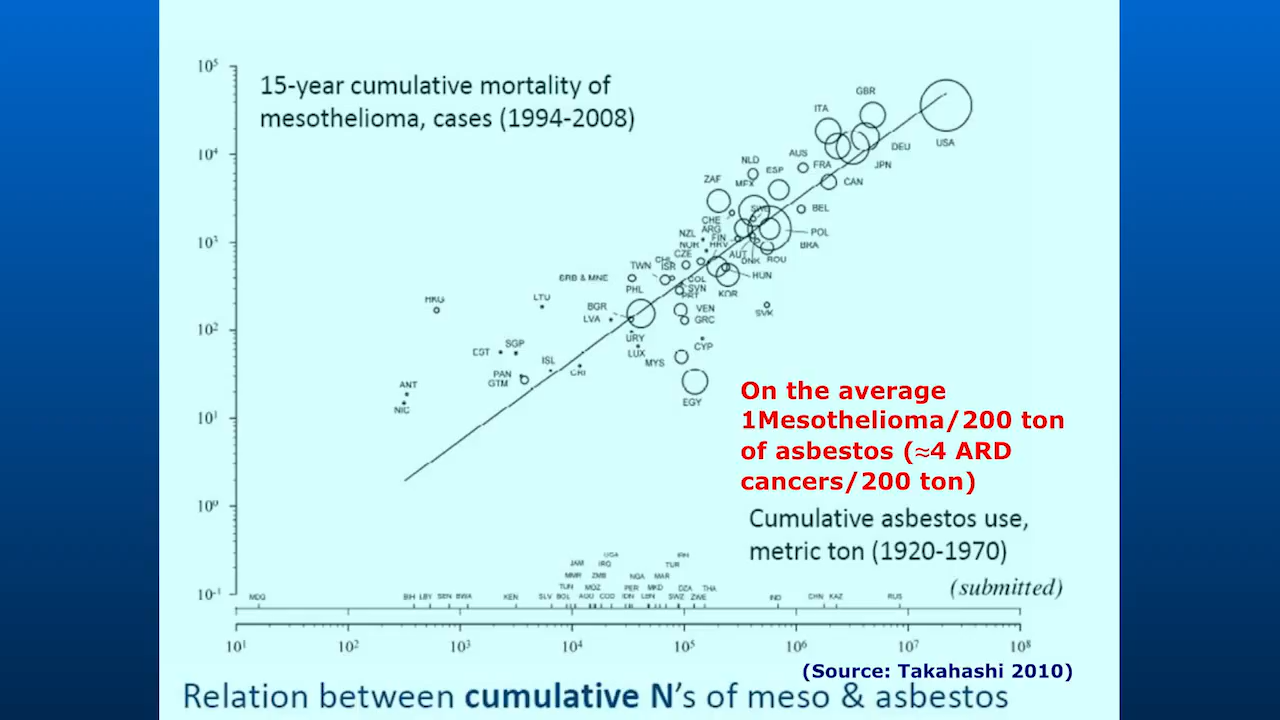 10⁵
15-year cumulative mortality of
mesothelioma, cases (1994-2008)
GBR
ITA
USA
DEU
10⁴
AUS
JPN
FRA
NLD
ESP
CAN
ZAF
MEX
BEL
CHE
ARG
POL
NZL
FIN
10³
BRA
HRV
CZE
AUT
DNK
ROU
TWN
ISR
HUN
COL
PHL
SVN
KOR
HKG
LTU
BGR
VEN
SVK
LVA
GRC
10²
URY
SGP
CYP
LUX
MYS
ISL
PAN
GTM
CRI
ANT
EGY
NIC
10¹
On the average
1Mesothelioma/200 ton
of asbestos (≈4 ARD
cancers/200 ton)
10⁰
Cumulative asbestos use,
metric ton (1920-1970)
(submitted)
UGA
IRN
JAM
IRQ
TUR
MMR
ZMB
NGA
MAR
TUN
MOZ
PER
MKD
DZA
THA
10⁻¹
MDG
BIH
LBY
SEN
BWA
KEN
SLV
BOL
COD
IDN
LBN
SWZ
ZWE
IND
CHN
KAZ
RUS
10¹ 10² 10³ 10⁴ 10⁵ 10⁶ 10⁷ 10⁸
(Source: Takahashi 2010)
Relation between cumulative N's of meso & asbestos